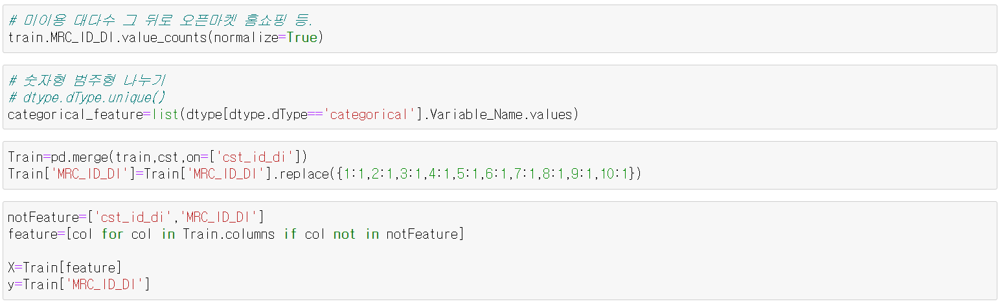 # 미이용 대다수 그 뒤로 오픈마켓 홈쇼핑 등.
train.MRC_ID_DI.value_counts(normalize=True)
# 숫자형 범주형 나누기
# dtype.dType.unique()
categorical_feature=list(dtype[dtype.dType=='categorical'].Variable_Name.values)
Train=pd.merge(train,cst,on=['cst_id_di'])
Train['MRC_ID_DI']=Train['MRC_ID_DI'].replace({1:1,2:1,3:1,4:1,5:1,6:1,7:1,8:1,9:1,10:1})
notFeature=['cst_id_di','MRC_ID_DI']
feature=[col for col in Train.columns if col not in notFeature]
X=Train[feature]
y=Train['MRC_ID_DI']